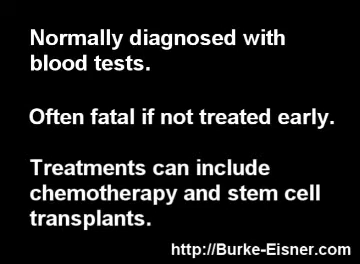 Normally diagnosed with
blood tests.
Often fatal if not treated early.
Treatments can include
chemotherapy and stem cell
transplants.
http://Burke-Eisner.com